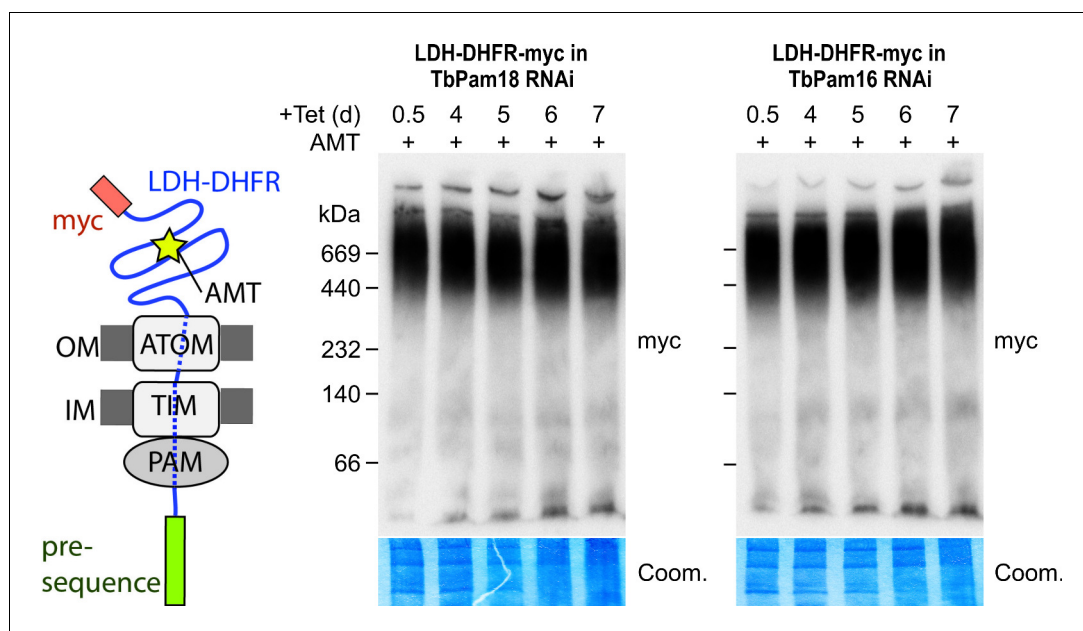 LDH-DHFR-myc in
TbPam18 RNAi
LDH-DHFR-myc in
TbPam16 RNAi
+Tet (d) 0.5 4 5 6 7 0.5 4 5 6 7
AMT + + + + + + + + + +
LDH-DHFR
myc
AMT
OM ATOM
IM TIM
PAM
pre-
sequence
kDa
669
440
232
140
66
myc
Coom.
myc
Coom.